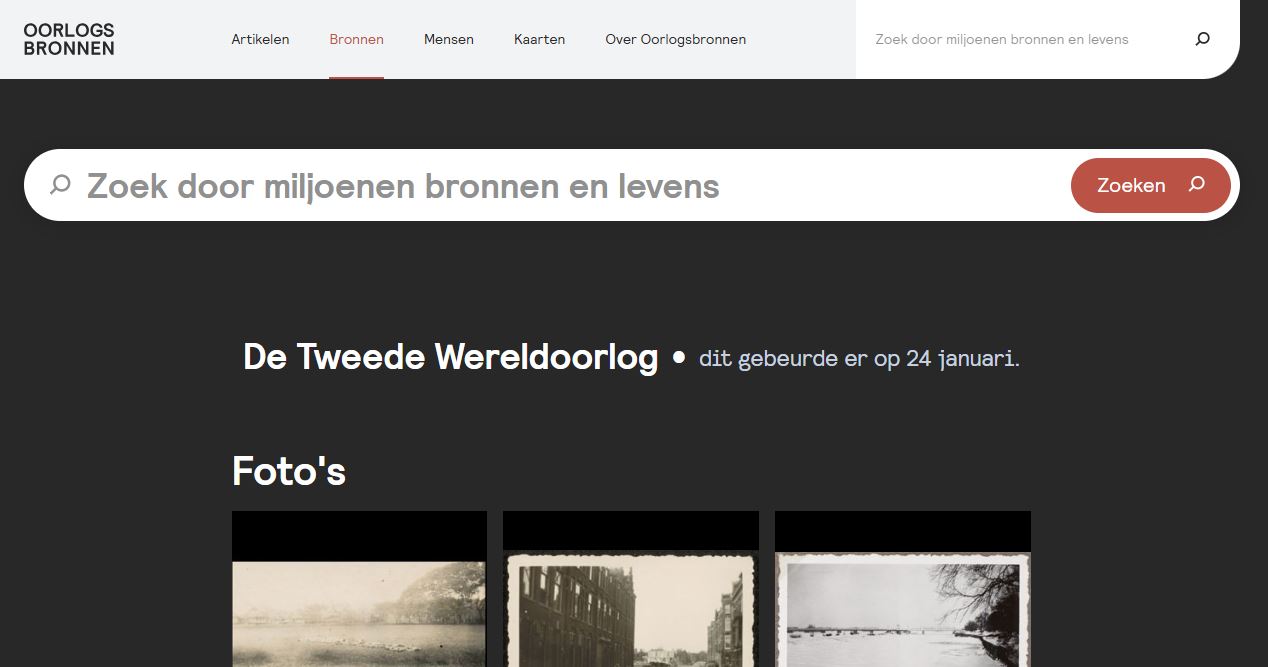 OORLOGS
BRONNEN
Artikelen Bronnen Mensen Kaarten Over Oorlogsbronnen
Zoek door miljoenen bronnen en levens
Zoek door miljoenen bronnen en levens
Zoeken
De Tweede Wereldoorlog • dit gebeurde er op 24 januari.
Foto's